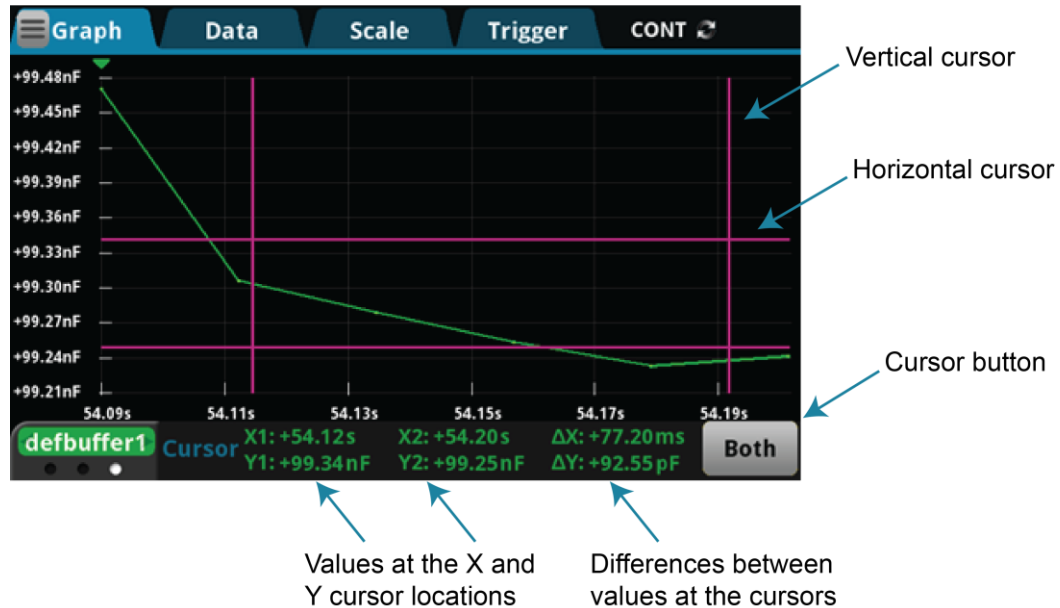 Graph Data Scale Trigger CONT
Vertical cursor
+99.48nF
+99.45nF
+99.42nF
Horizontal cursor
+99.39nF
+99.36nF
+99.33nF
+99.30nF
+99.27nF
+99.24nF
Cursor button
+99.21nF
54.09s 54.11s 54.13s 54.15s 54.17s 54.19s
defbuffer1 Cursor X1: +54.12s X2: +54.20s ΔX: +77.20ms Both
Y1: +99.34nF Y2: +99.25nF ΔY: +92.55pF
Values at the X and
Y cursor locations
Differences between
values at the cursors